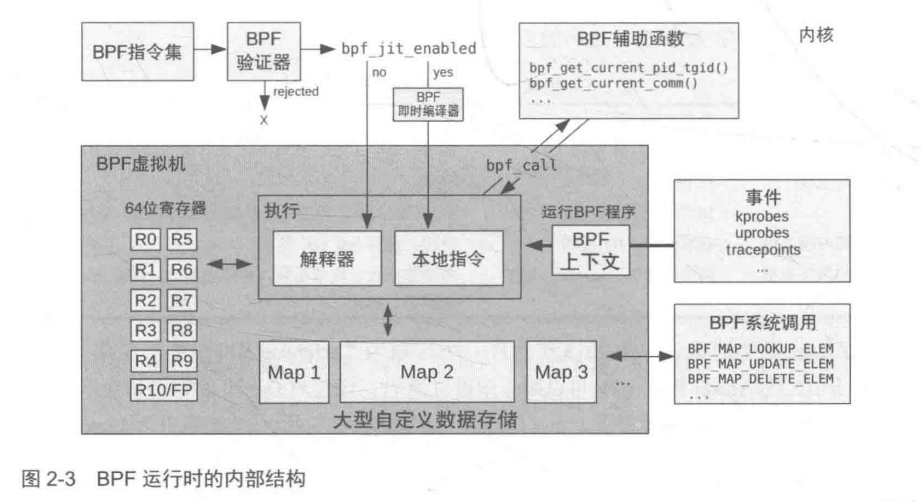 BPF指令集
BPF
验证器
bpf_jit_enabled
no
yes
rejected
X
BPF
即时编译器
BPF辅助函数
bpf_get_current_pid_tgid()
bpf_get_current_comm()
...
内核
BPF虚拟机
bpf_call
64位寄存器
R0 R5
R1 R6
R2 R7
R3 R8
R4 R9
R10/FP
执行
解释器
本地指令
运行BPF程序
BPF
上下文
事件
kprobes
uprobes
tracepoints
...
Map 1
Map 2
Map 3
...
大型自定义数据存储
BPF系统调用
BPF_MAP_LOOKUP_ELEM
BPF_MAP_UPDATE_ELEM
BPF_MAP_DELETE_ELEM
...
图 2-3 BPF 运行时的内部结构